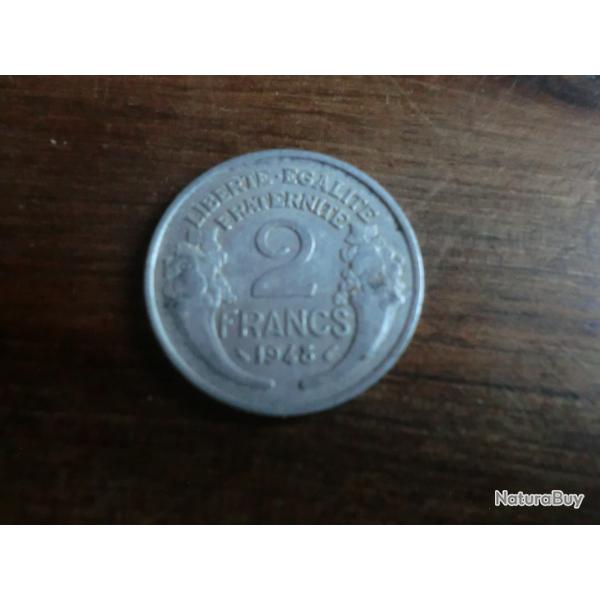 LIBERTE · EGALITE
FRATERNITE
2
FRANCS
1948
NaturaBuy